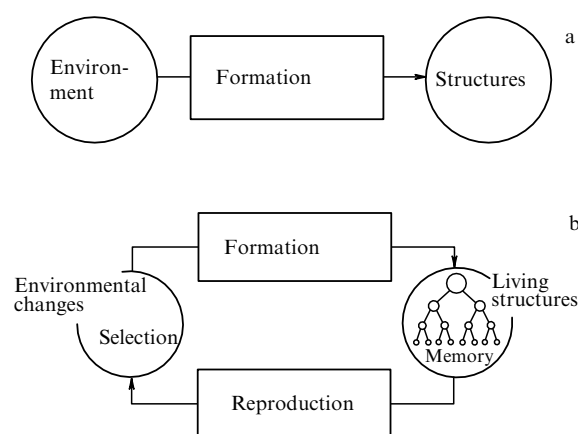 a
Environ-
ment
Formation
Structures
b
Formation
Environmental
changes
Selection
Living
structures
Memory
Reproduction